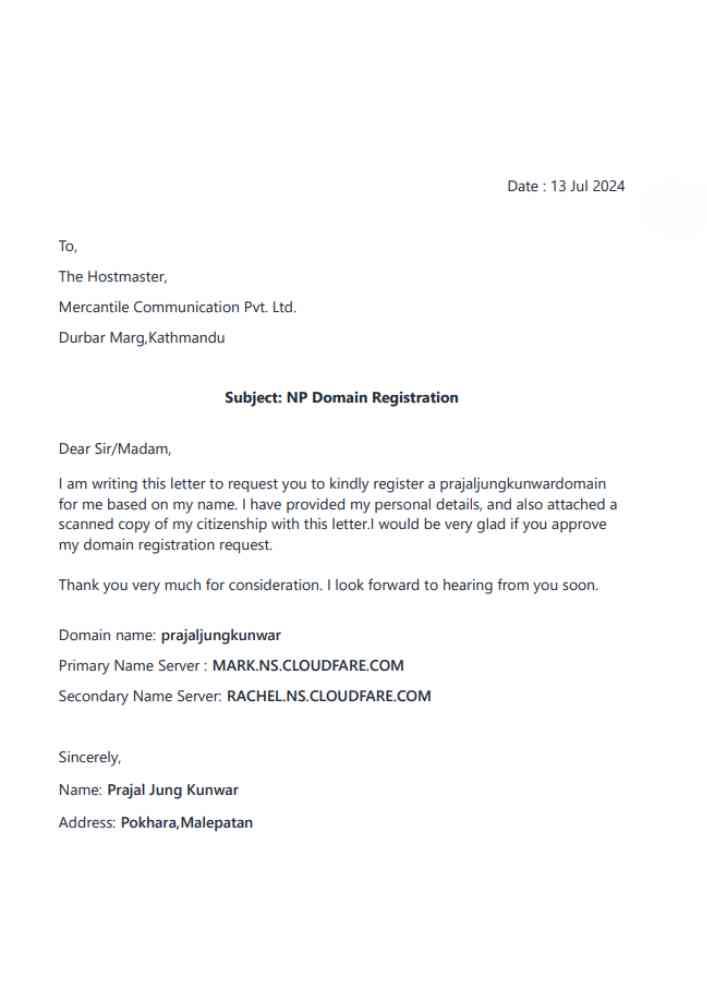 Date : 13 Jul 2024
To,
The Hostmaster,
Mercantile Communication Pvt. Ltd.
Durbar Marg,Kathmandu
Subject: NP Domain Registration
Dear Sir/Madam,
I am writing this letter to request you to kindly register a prajaljungkunwardomain
for me based on my name. I have provided my personal details, and also attached a
scanned copy of my citizenship with this letter.I would be very glad if you approve
my domain registration request.
Thank you very much for consideration. I look forward to hearing from you soon.
Domain name: prajaljungkunwar
Primary Name Server : MARK.NS.CLOUDFARE.COM
Secondary Name Server: RACHEL.NS.CLOUDFARE.COM
Sincerely,
Name: Prajal Jung Kunwar
Address: Pokhara,Malepatan